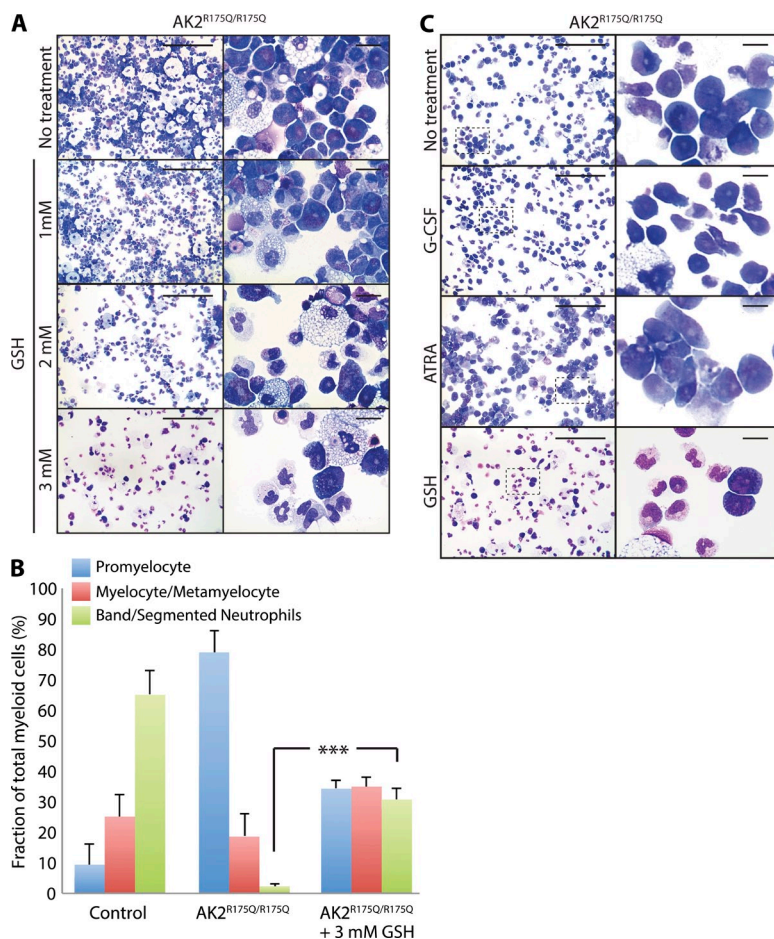 A
AK2R175Q/R175Q
No treatment
GSH
1mM
2 mM
3 mM
B
Promyelocyte
Myelocyte/Metamyelocyte
Band/Segmented Neutrophils
Fraction of total myeloid cells (%)
100
90
80
70
60
50
40
30
20
10
0
***
Control
AK2R175Q/R175Q
AK2R175Q/R175Q
+ 3 mM GSH
C
AK2R175Q/R175Q
No treatment
G-CSF
ATRA
GSH